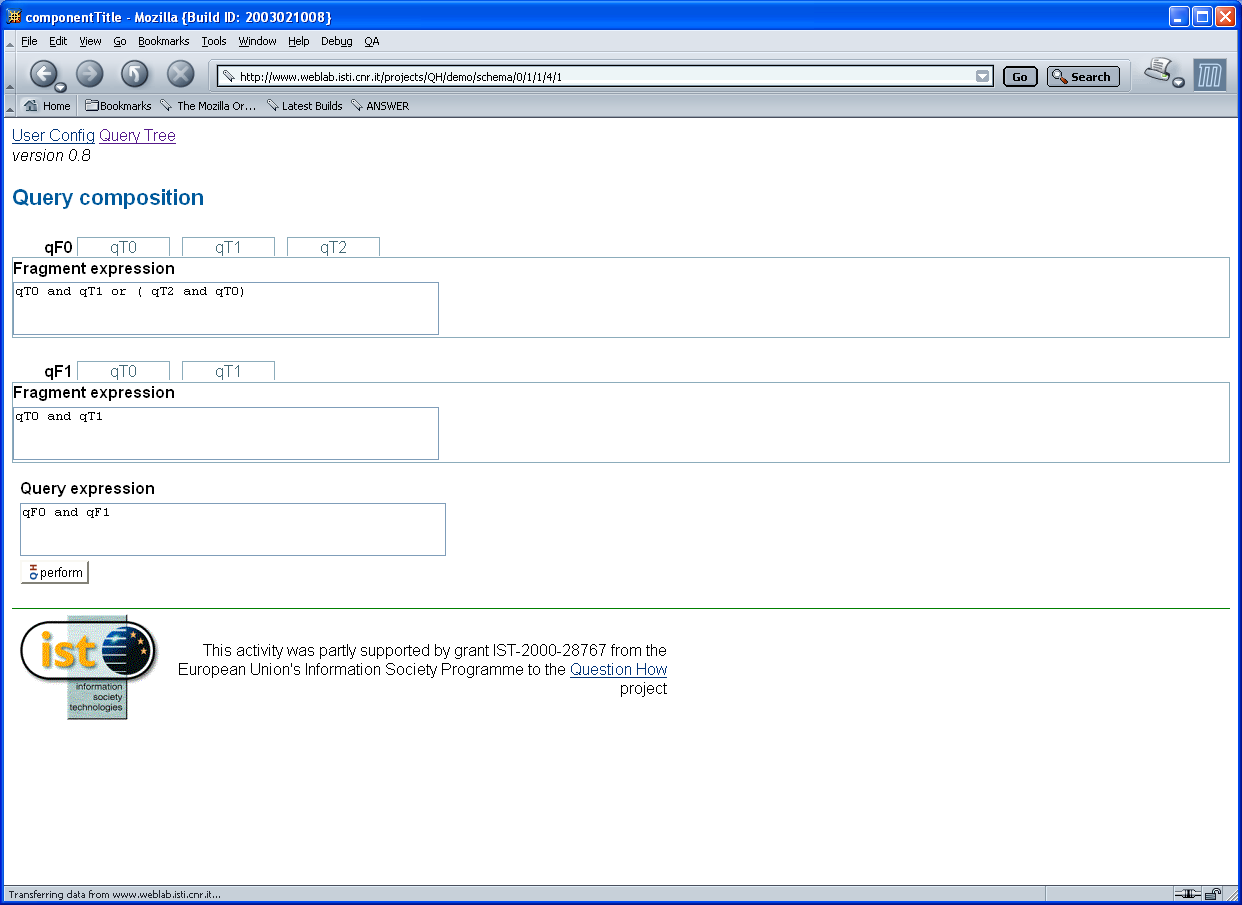 componentTitle - Mozilla {Build ID: 2003021008}
File Edit View Go Bookmarks Tools Window Help Debug QA
http://www.weblab.isti.cnr.it/projects/QH/demo/schema/0/1/1/4/1 Go Search
Home Bookmarks The Mozilla Or... Latest Builds ANSWER
User Config Query Tree
version 0.8
Query composition
qF0 qT0 qT1 qT2
Fragment expression
qT0 and qT1 or ( qT2 and qT0)
qF1 qT0 qT1
Fragment expression
qT0 and qT1
Query expression
qF0 and qF1
QH perform
ist
information
society
technologies
This activity was partly supported by grant IST-2000-28767 from the
European Union's Information Society Programme to the Question How
project
Transferring data from www.weblab.isti.cnr.it...